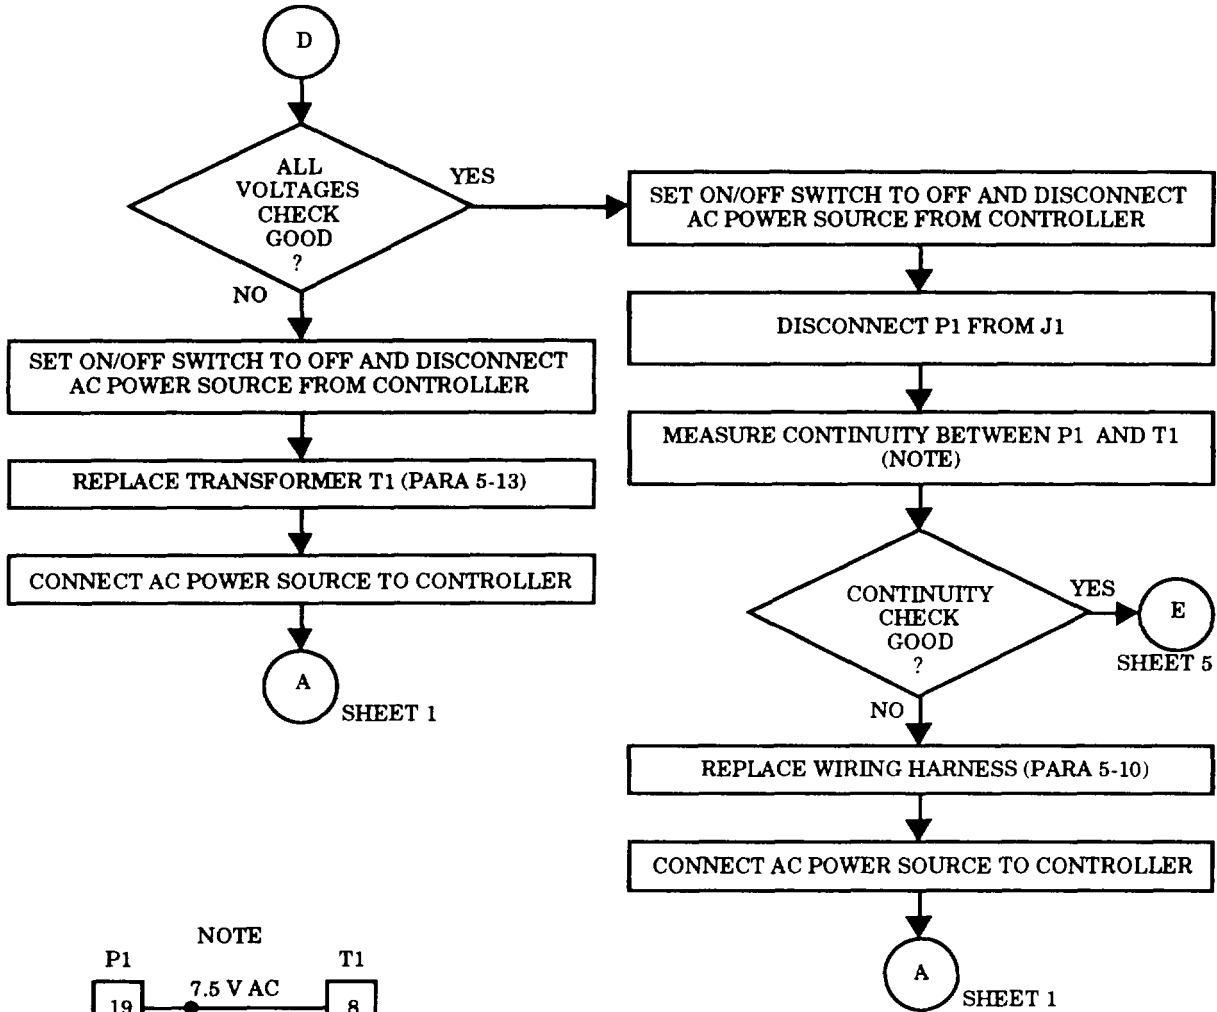 D
ALL
VOLTAGES
CHECK
GOOD
?
YES
NO
SET ON/OFF SWITCH TO OFF AND DISCONNECT
AC POWER SOURCE FROM CONTROLLER
REPLACE TRANSFORMER T1 (PARA 5-13)
CONNECT AC POWER SOURCE TO CONTROLLER
A
SHEET 1
SET ON/OFF SWITCH TO OFF AND DISCONNECT
AC POWER SOURCE FROM CONTROLLER
DISCONNECT P1 FROM J1
MEASURE CONTINUITY BETWEEN P1 AND T1
(NOTE)
CONTINUITY
CHECK
GOOD
?
YES
E
SHEET 5
NO
REPLACE WIRING HARNESS (PARA 5-10)
CONNECT AC POWER SOURCE TO CONTROLLER
A
SHEET 1
NOTE
P1
T1
7.5 V AC
19
8